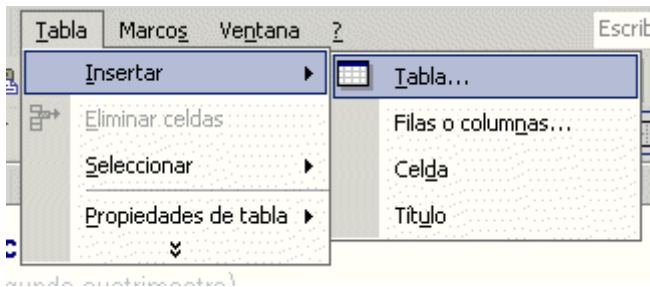 Tabla Marcos Ventana ? Escrib
Insertar
Tabla...
Eliminar celdas
Filas o columnas...
Seleccionar
Celda
Propiedades de tabla
Título
c
gundo cuatrimestre)